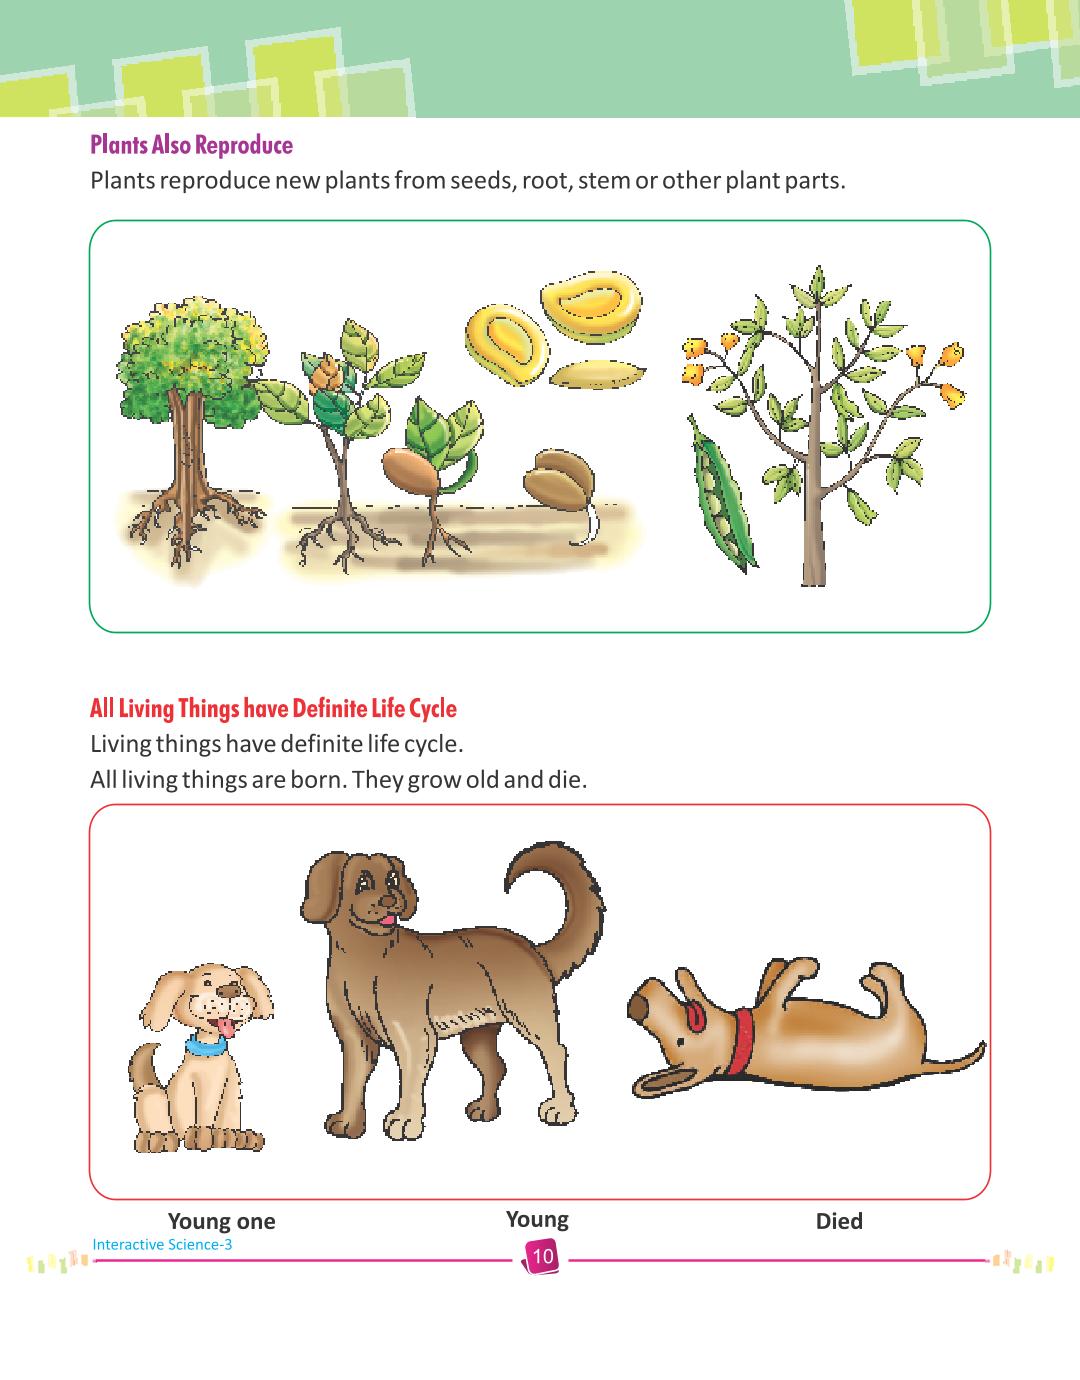 Plants Also Reproduce
Plants reproduce new plants from seeds, root, stem or other plant parts.
All Living Things have Definite Life Cycle
Living things have definite life cycle.
All living things are born. They grow old and die.
Young one
Young
Died
Interactive Science-3
10